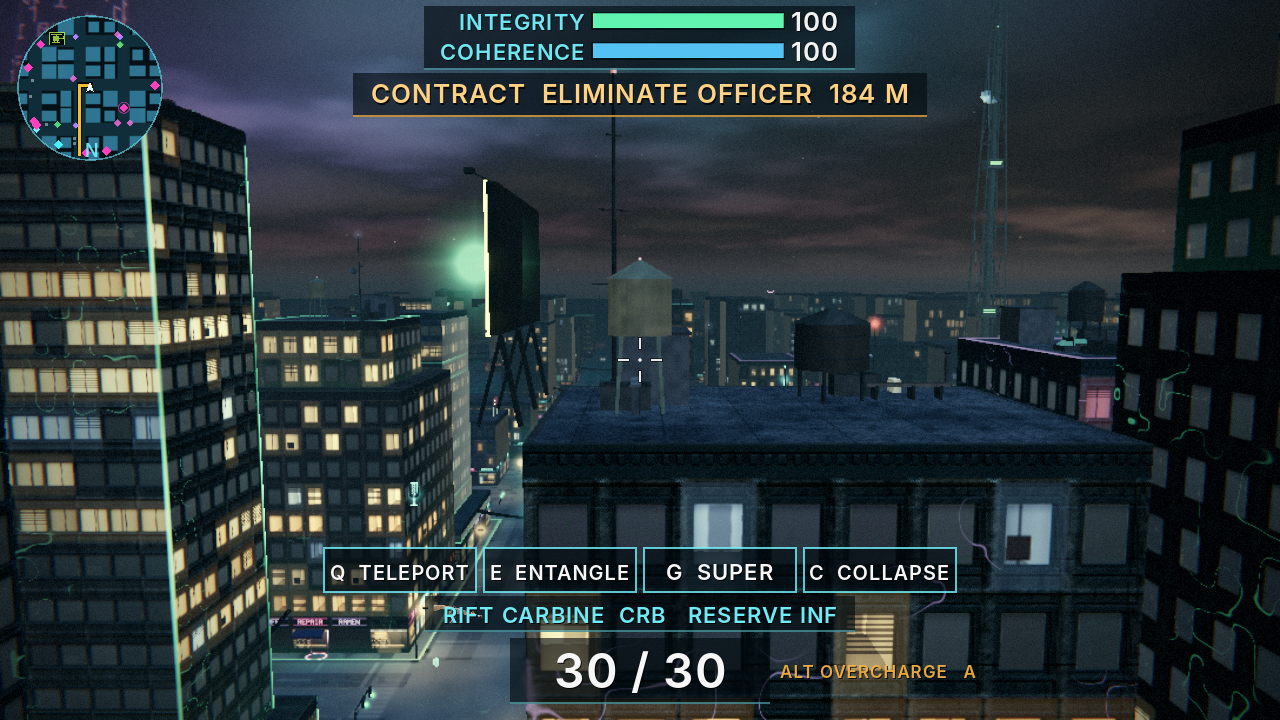 INTEGRITY 100
COHERENCE 100
CONTRACT ELIMINATE OFFICER 184 M
N
Q TELEPORT
E ENTANGLE
G SUPER
C COLLAPSE
RIFT CARBINE CRB RESERVE INF
REPAIR RAMEN
30 / 30
ALT OVERCHARGE A